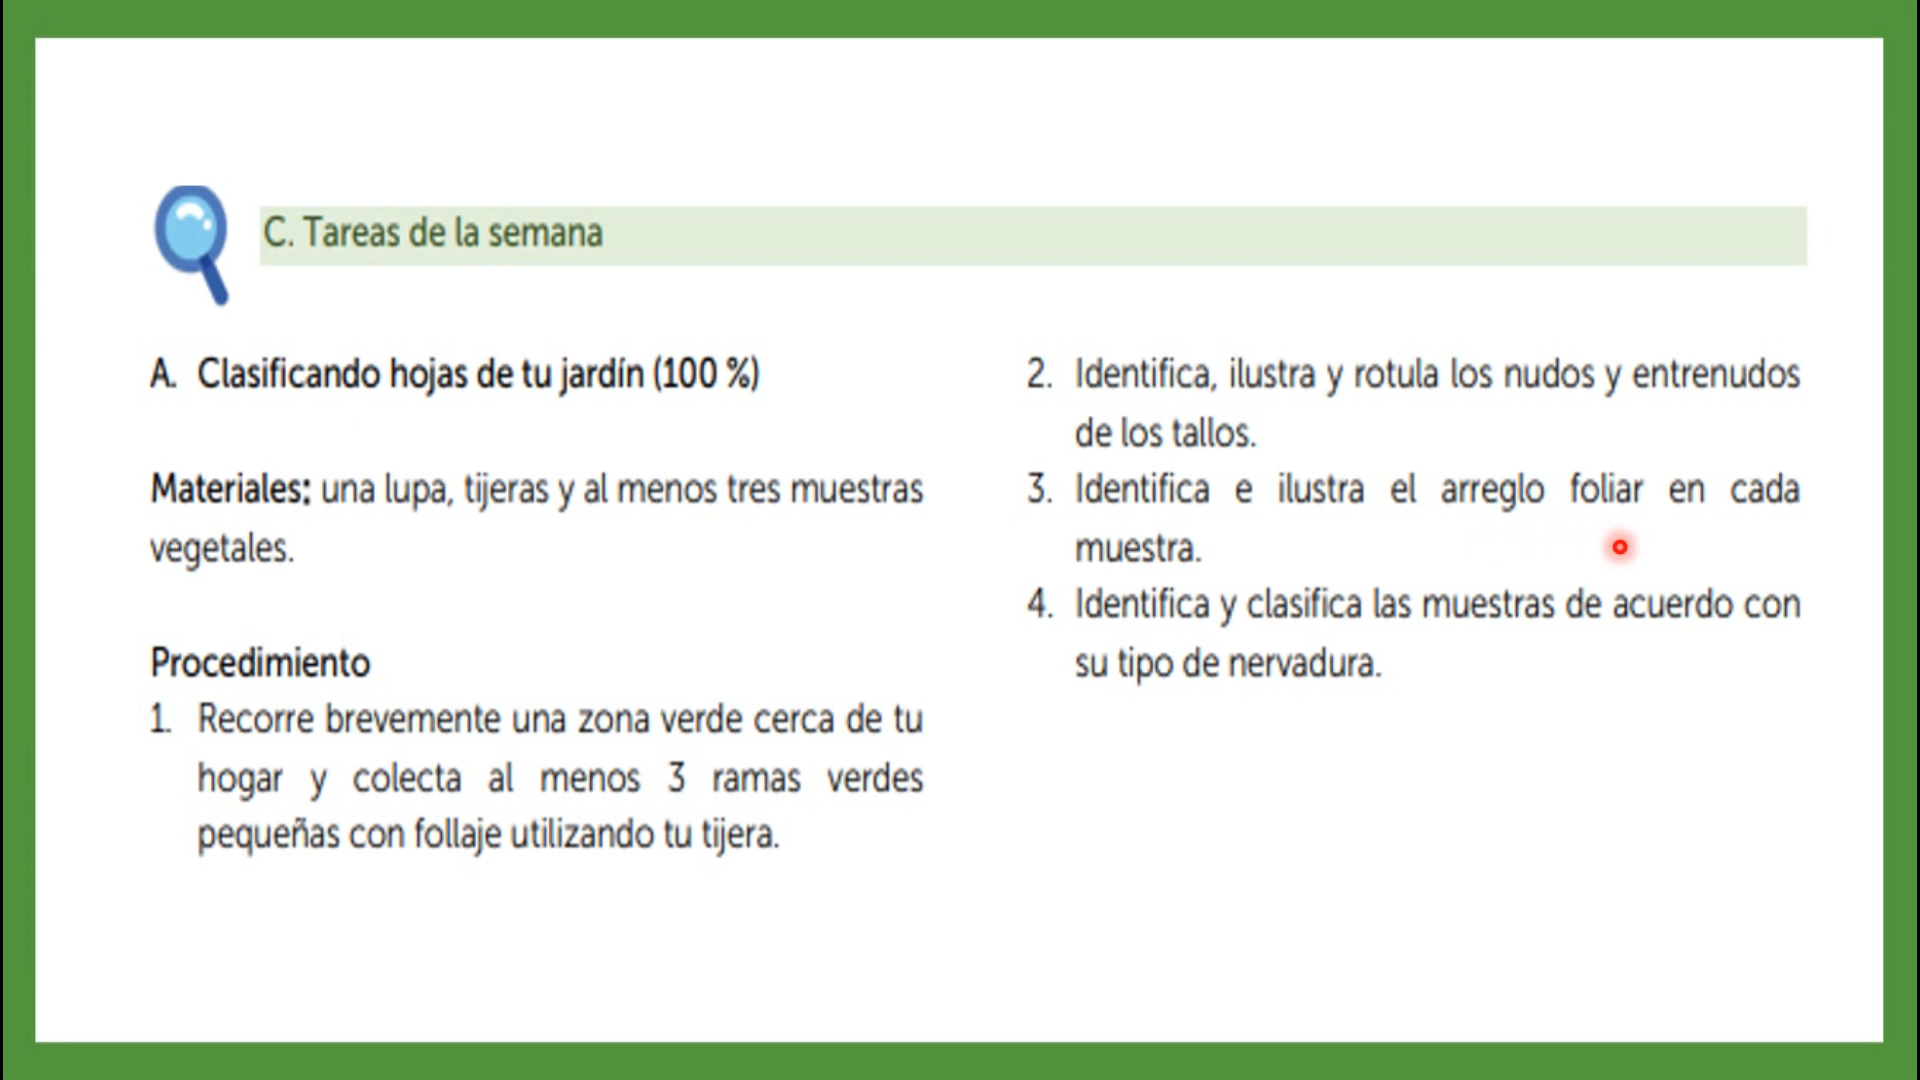 C. Tareas de la semana
A. Clasificando hojas de tu jardín (100 %)
Materiales: una lupa, tijeras y al menos tres muestras
vegetales.
Procedimiento
1. Recorre brevemente una zona verde cerca de tu
hogar y colecta al menos 3 ramas verdes
pequeñas con follaje utilizando tu tijera.
2. Identifica, ilustra y rotula los nudos y entrenudos
de los tallos.
3. Identifica e ilustra el arreglo foliar en cada
muestra.
4. Identifica y clasifica las muestras de acuerdo con
su tipo de nervadura.